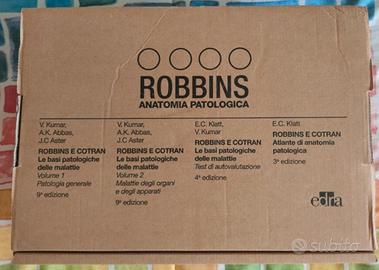 ROBBINS
ANATOMIA PATOLOGICA
V. Kumar,
A.K. Abbas,
J.C Aster
ROBBINS E COTRAN
Le basi patologiche
delle malattie
Volume 1
Patologia generale
9ª edizione
V. Kumar,
A.K. Abbas,
J.C Aster
ROBBINS E COTRAN
Le basi patologiche
delle malattie
Volume 2
Malattie degli organi
e degli apparati
9ª edizione
E.C. Klatt,
V. Kumar
ROBBINS E COTRAN
Le basi patologiche
delle malattie
Test di autovalutazione
4ª edizione
E.C. Klatt
ROBBINS E COTRAN
Atlante di anatomia
patologica
3ª edizione
edra
subito